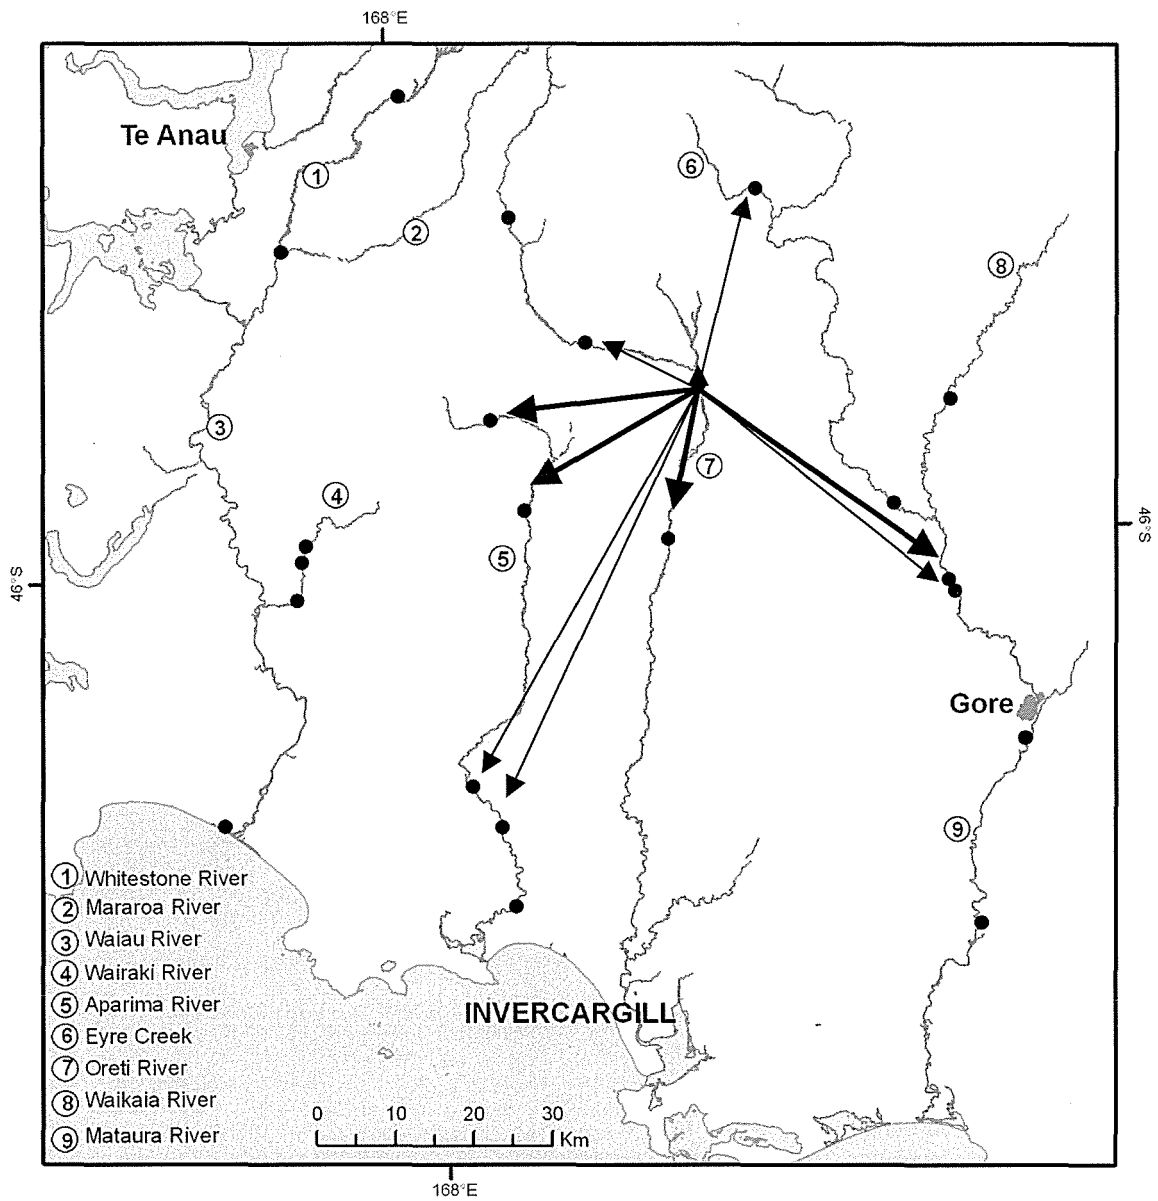 168°E
Te Anau
1
6
2
8
3
7
4
46°S
5
46°S
Gore
9
1 Whitestone River
2 Mararoa River
3 Waiau River
4 Wairaki River
5 Aparima River
INVERCARGILL
6 Eyre Creek
7 Oreti River
8 Waikaia River
9 Mataura River
0 10 20 30
Km
168°E